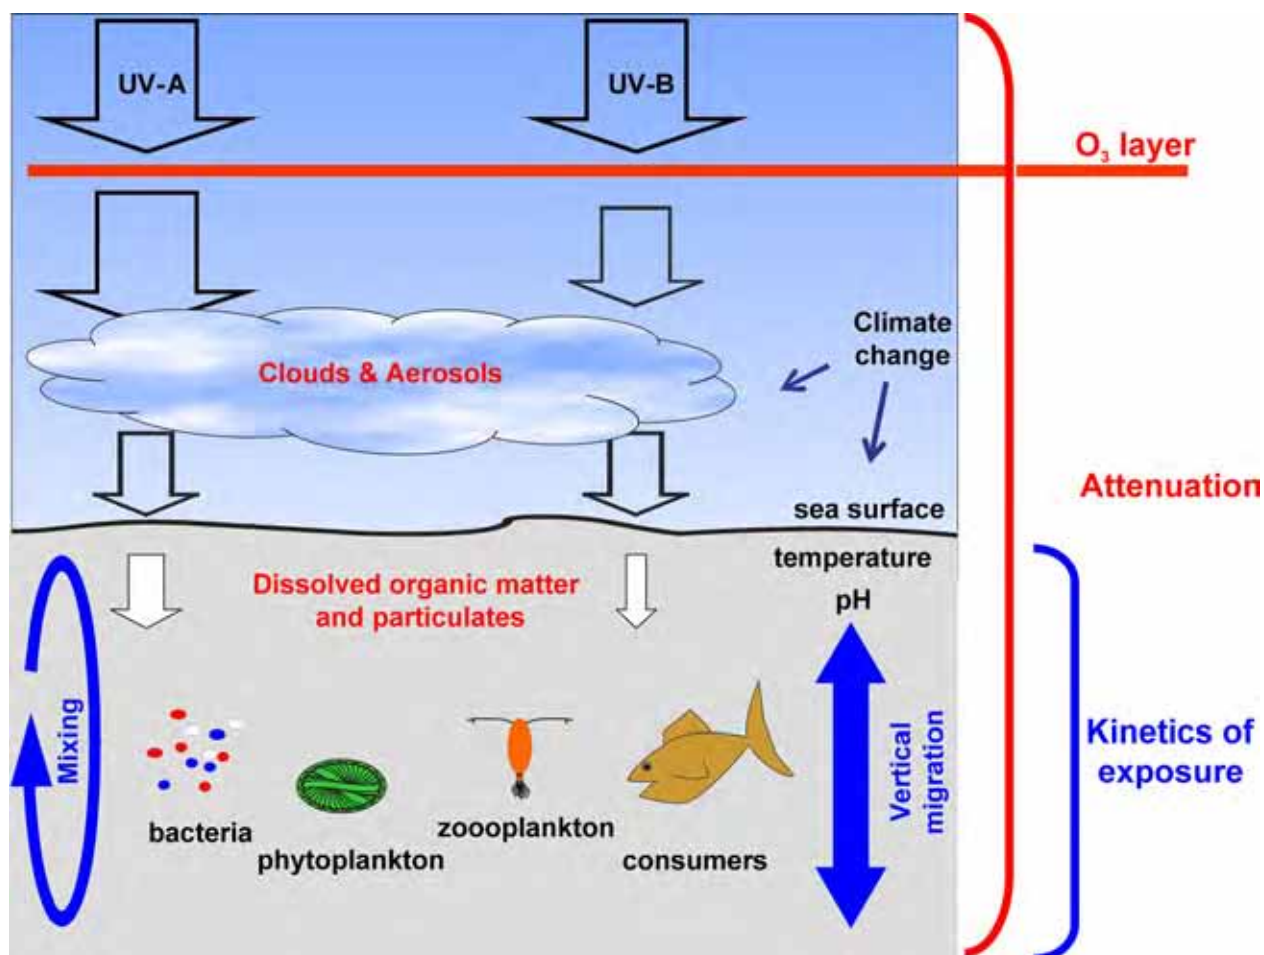 UV-A
UV-B
O₃ layer
Climate
change
Clouds & Aerosols
Attenuation
sea surface
temperature
pH
Dissolved organic matter
and particulates
Mixing
Vertical
migration
Kinetics of
exposure
bacteria
phytoplankton
zoooplankton
consumers